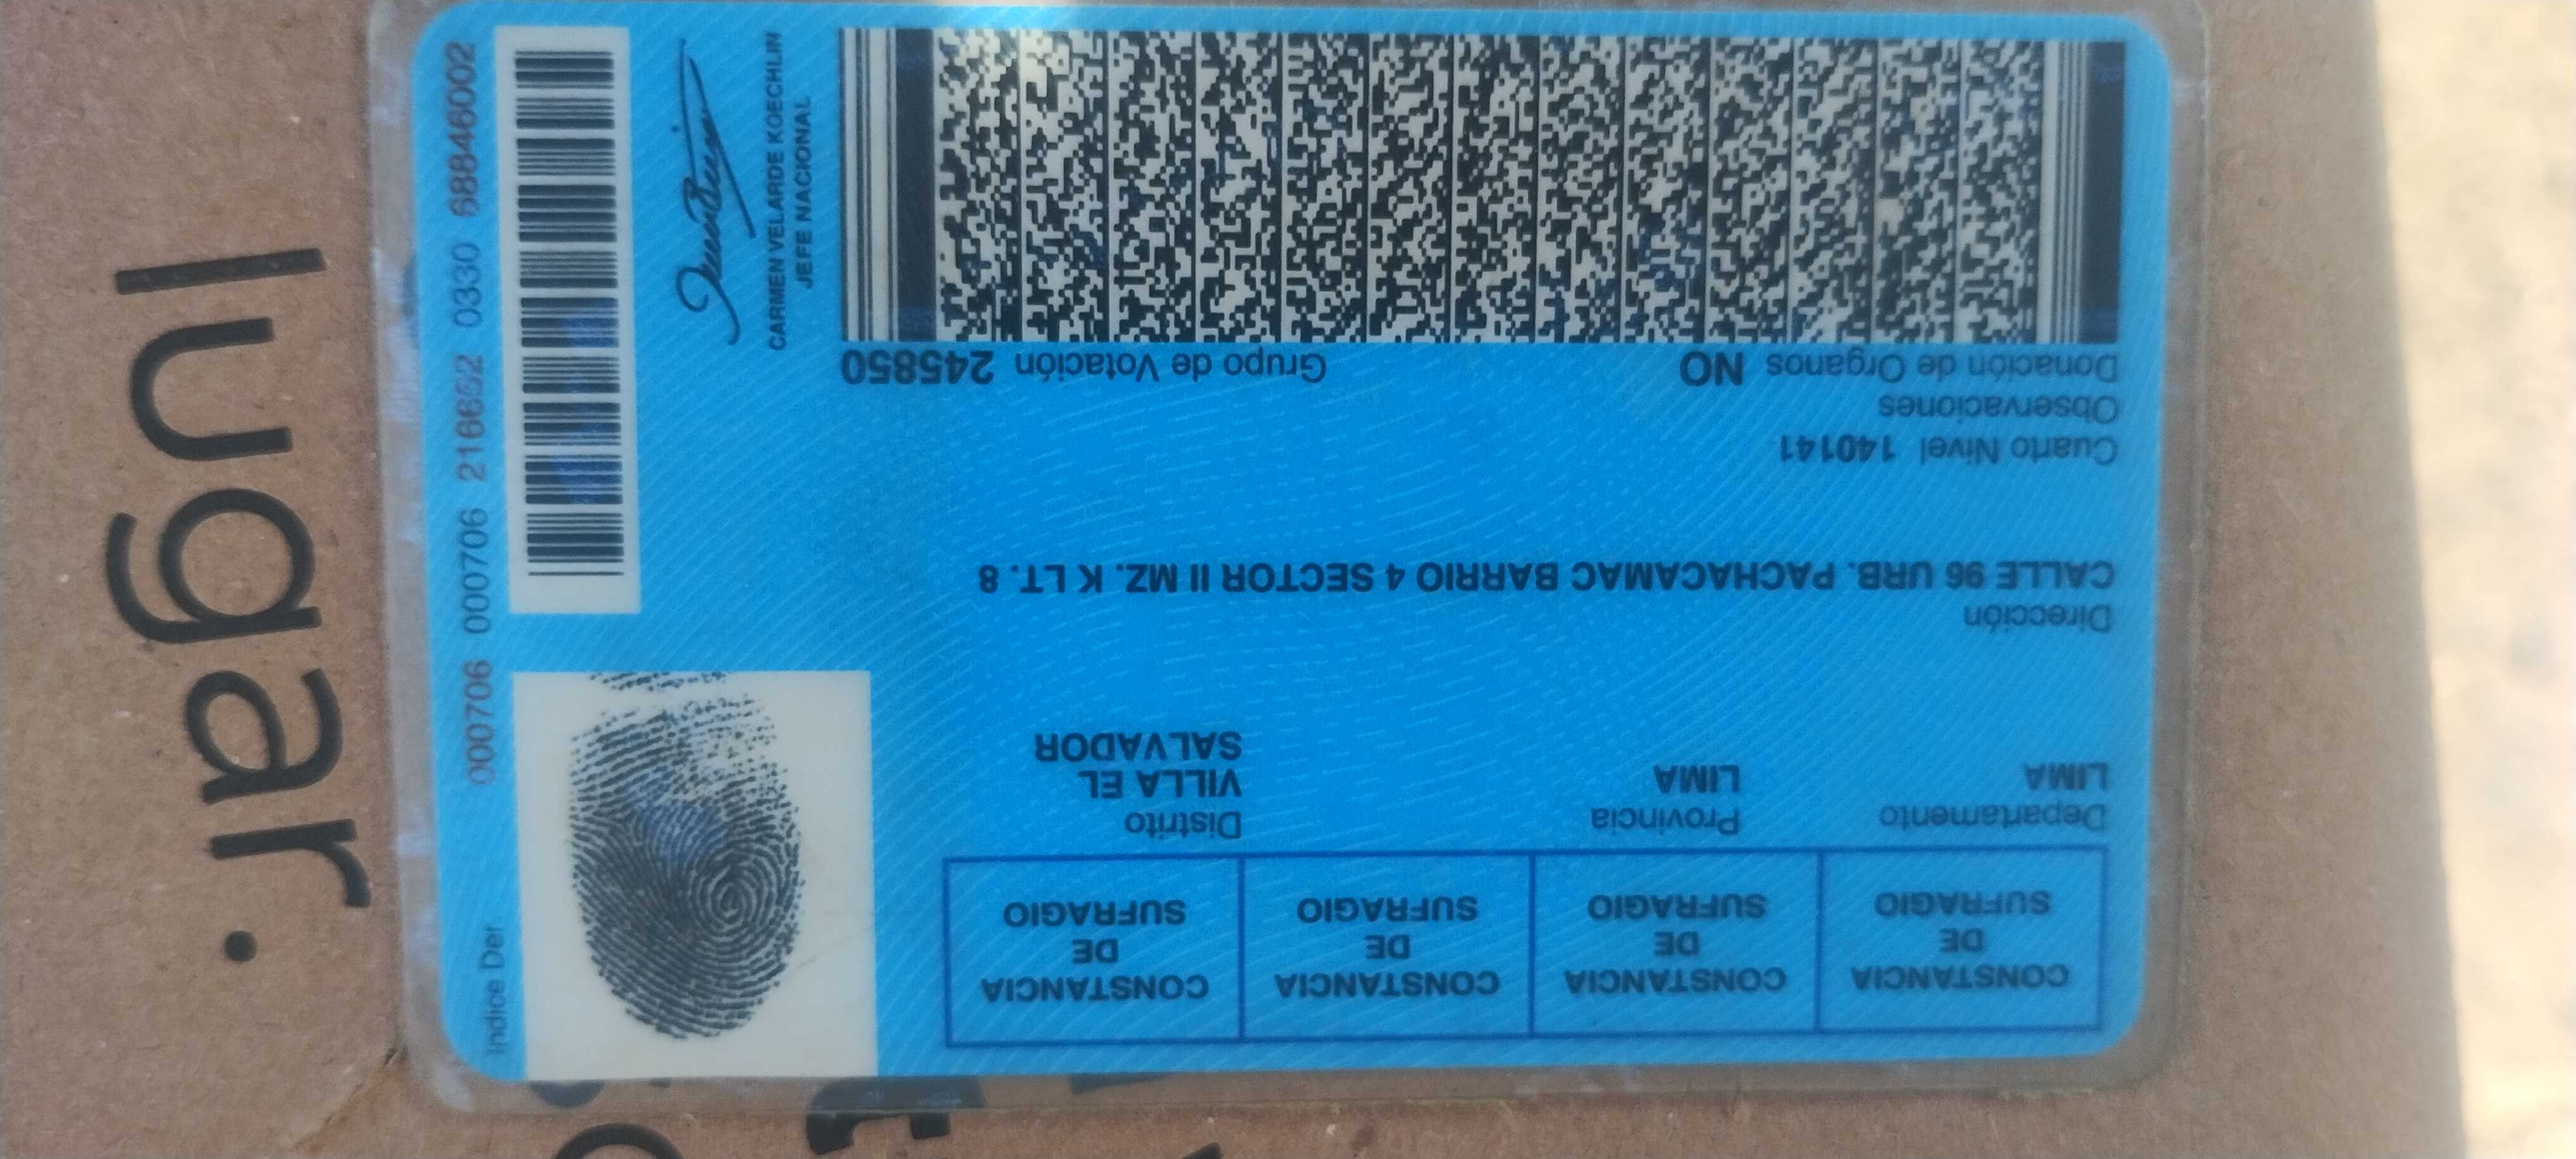 CONSTANCIA DE SUFRAGIO
CONSTANCIA DE SUFRAGIO
CONSTANCIA DE SUFRAGIO
CONSTANCIA DE SUFRAGIO
Departamento
LIMA
Provincia
LIMA
Distrito
VILLA EL
SALVADOR
Dirección
CALLE 96 URB. PACHACAMAC BARRIO 4 SECTOR II MZ. K LT. 8
Cuarto Nivel 140141
Observaciones
Donación de Organos NO
Grupo de Votación 245850
Indice Der.
000706 000706 216652 0330 68846002
CARMEN VELARDE KOECHLIN
JEFE NACIONAL
lugar.